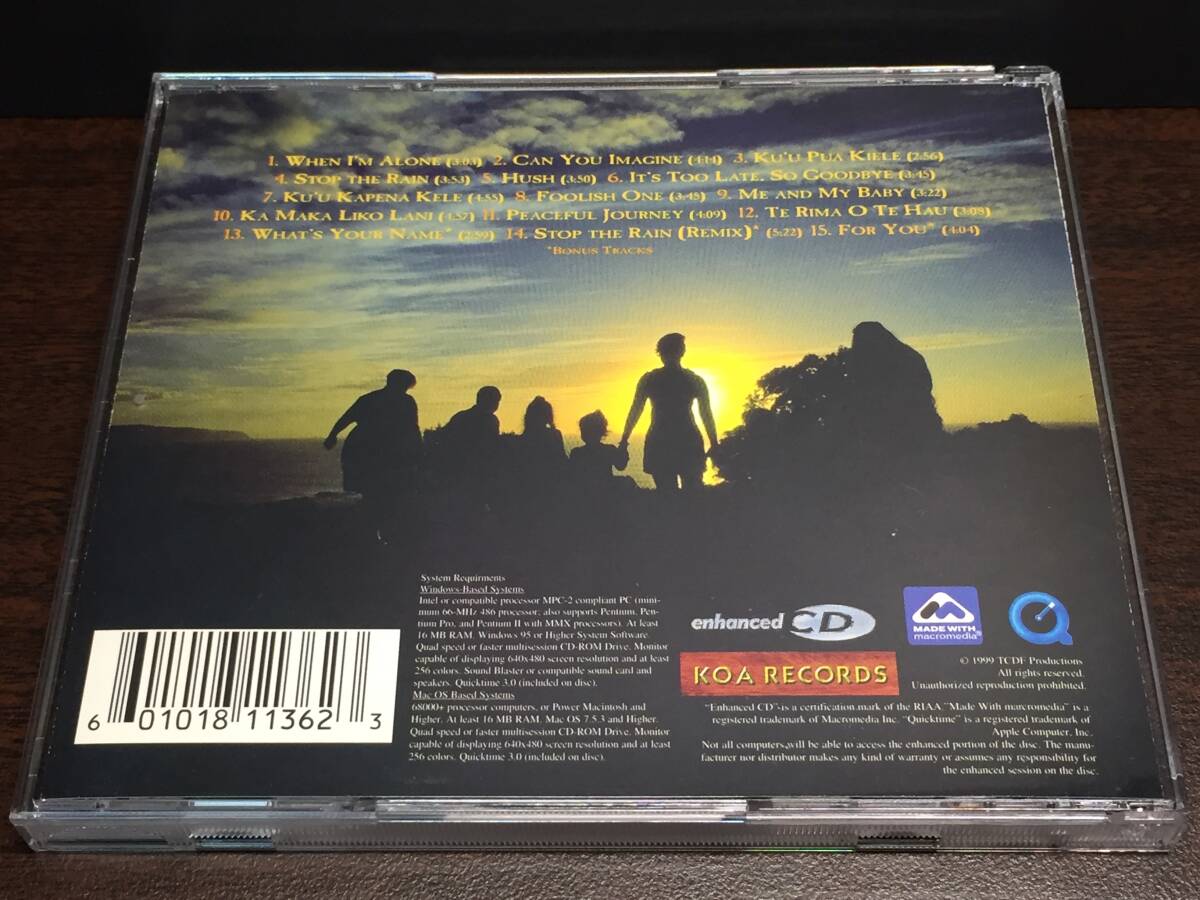 1. When I'm Alone (3:03) 2. Can You Imagine (4:14) 3. Ku'u Pua Kiele (2:56)
4. Stop the Rain (3:53) 5. Hush (3:50) 6. It's Too Late, So Goodbye (3:45)
7. Ku'u Kapena Kele (4:55) 8. Foolish One (3:45) 9. Me and My Baby (3:22)
10. Ka Maka Liko Lani (4:57) 11. Peaceful Journey (4:09) 12. Te Rima O Te Hau (3:08)
13. What's Your Name* (2:59) 14. Stop the Rain (Remix)* (5:22) 15. For You* (4:04)
*Bonus Tracks
System Requirments
Windows-Based Systems
Intel or compatible processor MPC-2 compliant PC (mini-
mum 66-MHz 486 processor; also supports Pentium, Pen-
tium Pro, and Pentium II with MMX processors). At least
16 MB RAM. Windows 95 or Higher System Software.
Quad speed or faster multisession CD-ROM Drive. Monitor
capable of displaying 640x480 screen resolution and at least
256 colors. Sound Blaster or compatible sound card and
speakers. Quicktime 3.0 (included on disc).
Mac OS Based Systems
68000+ processor computers, or Power Macintosh and
Higher. At least 16 MB RAM. Mac OS 7.5.3 and Higher.
Quad speed or faster multisession CD-ROM Drive. Monitor
capable of displaying 640x480 screen resolution and at least
256 colors. Quicktime 3.0 (included on disc).
6 01018 11362 3
enhanced CD
MADE WITH
macromedia®
KOA RECORDS
© 1999 TCDF Productions
All rights reserved.
Unauthorized reproduction prohibited.
"Enhanced CD" is a certification mark of the RIAA "Made With marcromedia" is a
registered trademark of Macromedia Inc. "Quicktime" is a registered trademark of
Apple Computer, Inc.
Not all computers will be able to access the enhanced portion of the disc. The manu-
facturer nor distributor makes any kind of warranty or assumes any responsibility for
the enhanced session on the disc.